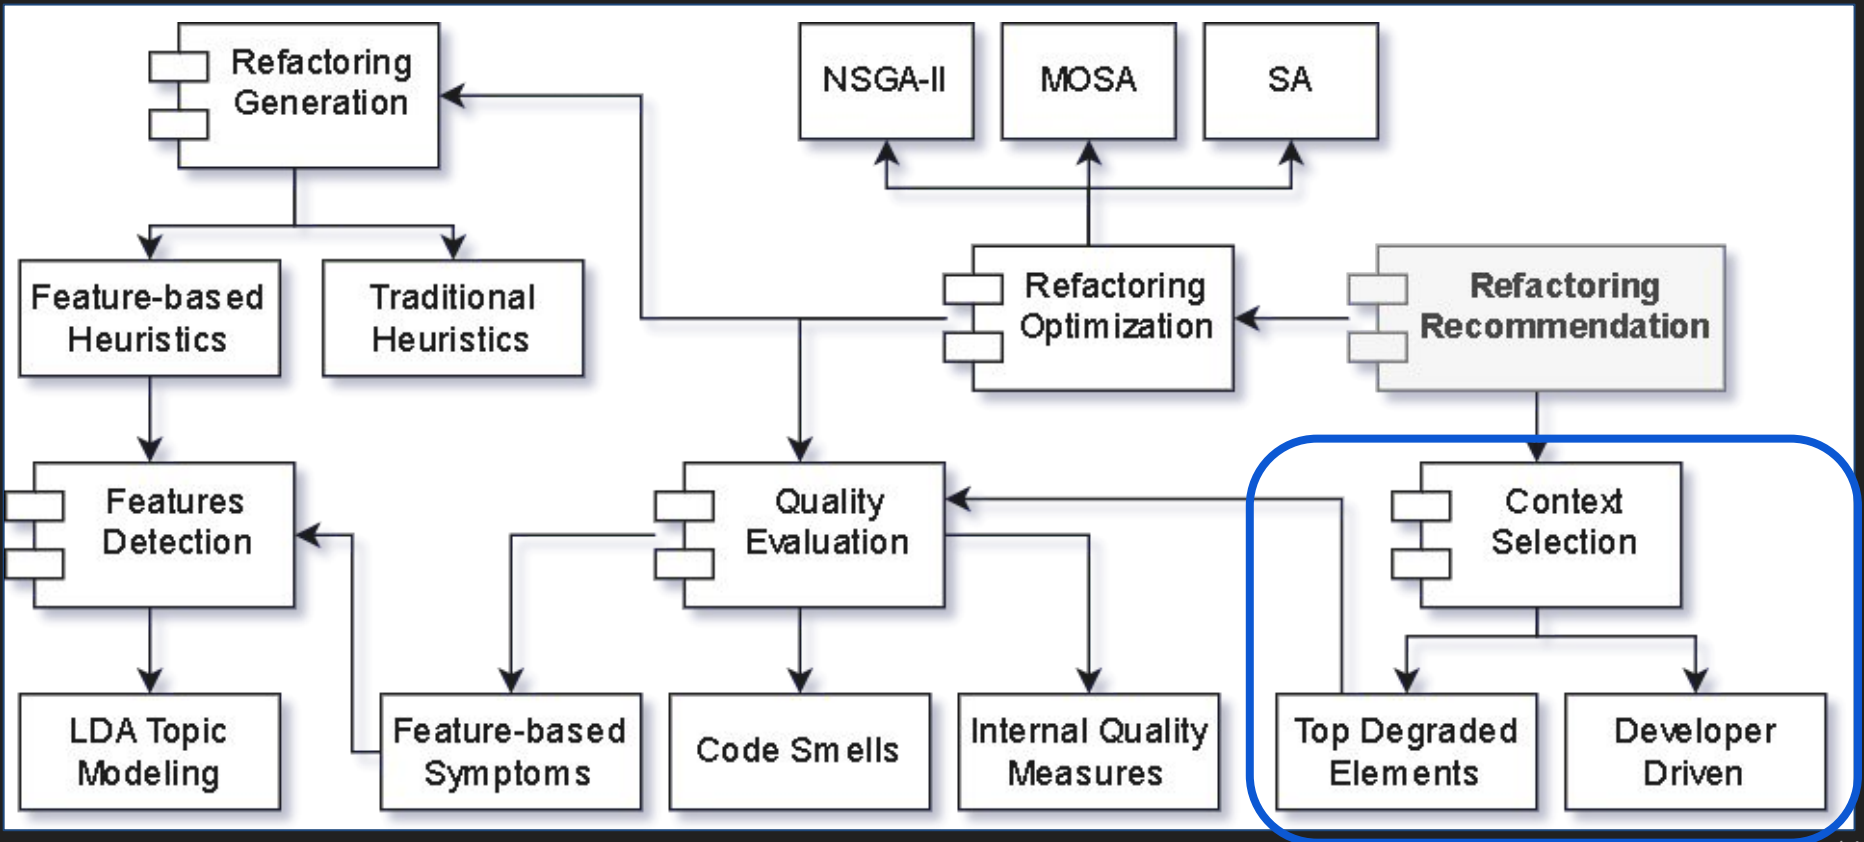 Refactoring
Generation
NSGA-II
MOSA
SA
Feature-based
Heuristics
Traditional
Heuristics
Refactoring
Optimization
Refactoring
Recommendation
Features
Detection
Quality
Evaluation
Context
Selection
LDA Topic
Modeling
Feature-based
Symptoms
Code Smells
Internal Quality
Measures
Top Degraded
Elements
Developer
Driven